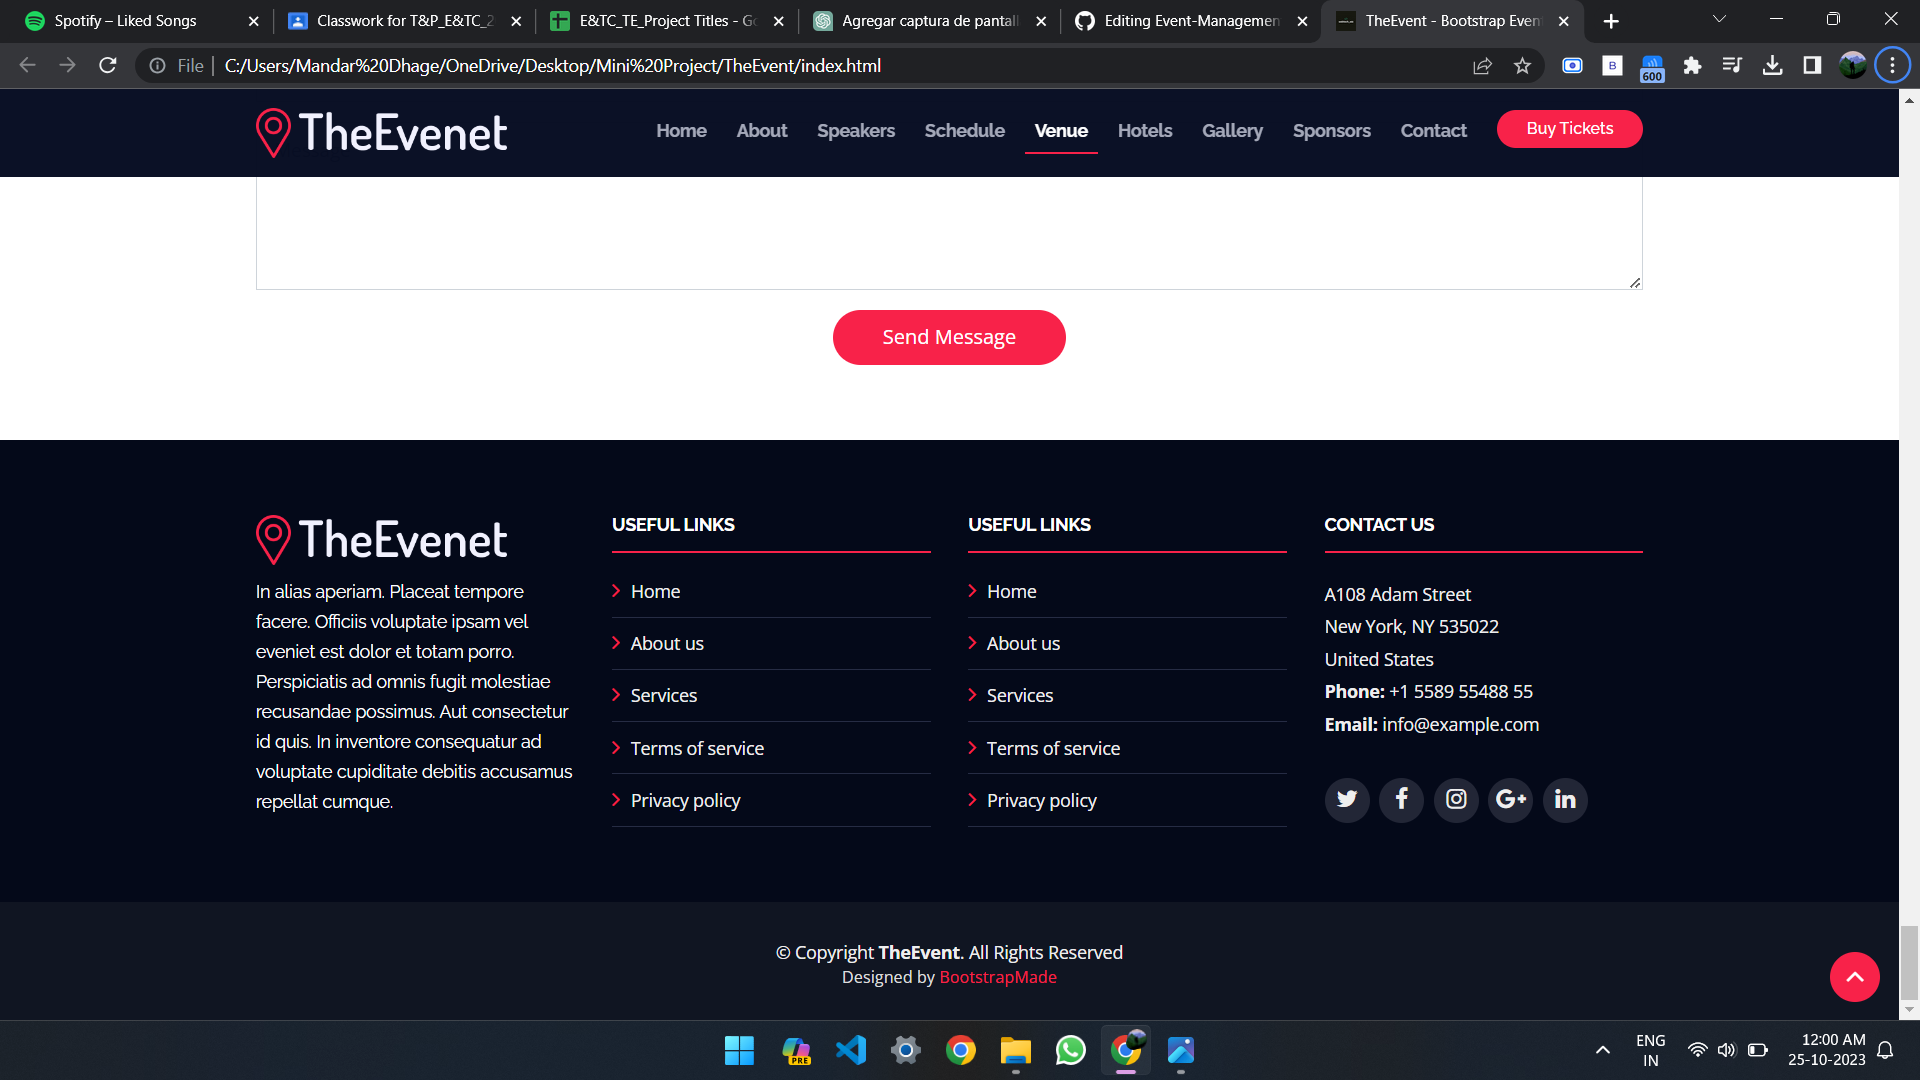 Spotify – Liked Songs
Classwork for T&P_E&TC_2
E&TC_TE_Project Titles - Go
Agregar captura de pantall
Editing Event-Managemen
TheEvent - Bootstrap Even
File
C:/Users/Mandar%20Dhage/OneDrive/Desktop/Mini%20Project/TheEvent/index.html
B
600
TheEvenet
Home
About
Speakers
Schedule
Venue
Hotels
Gallery
Sponsors
Contact
Buy Tickets
Send Message
TheEvenet
In alias aperiam. Placeat tempore
facere. Officiis voluptate ipsam vel
eveniet est dolor et totam porro.
Perspiciatis ad omnis fugit molestiae
recusandae possimus. Aut consectetur
id quis. In inventore consequatur ad
voluptate cupiditate debitis accusamus
repellat cumque.
USEFUL LINKS
Home
About us
Services
Terms of service
Privacy policy
USEFUL LINKS
Home
About us
Services
Terms of service
Privacy policy
CONTACT US
A108 Adam Street
New York, NY 535022
United States
Phone: +1 5589 55488 55
Email: info@example.com
© Copyright TheEvent. All Rights Reserved
Designed by BootstrapMade
PRE
ENG
IN
12:00 AM
25-10-2023